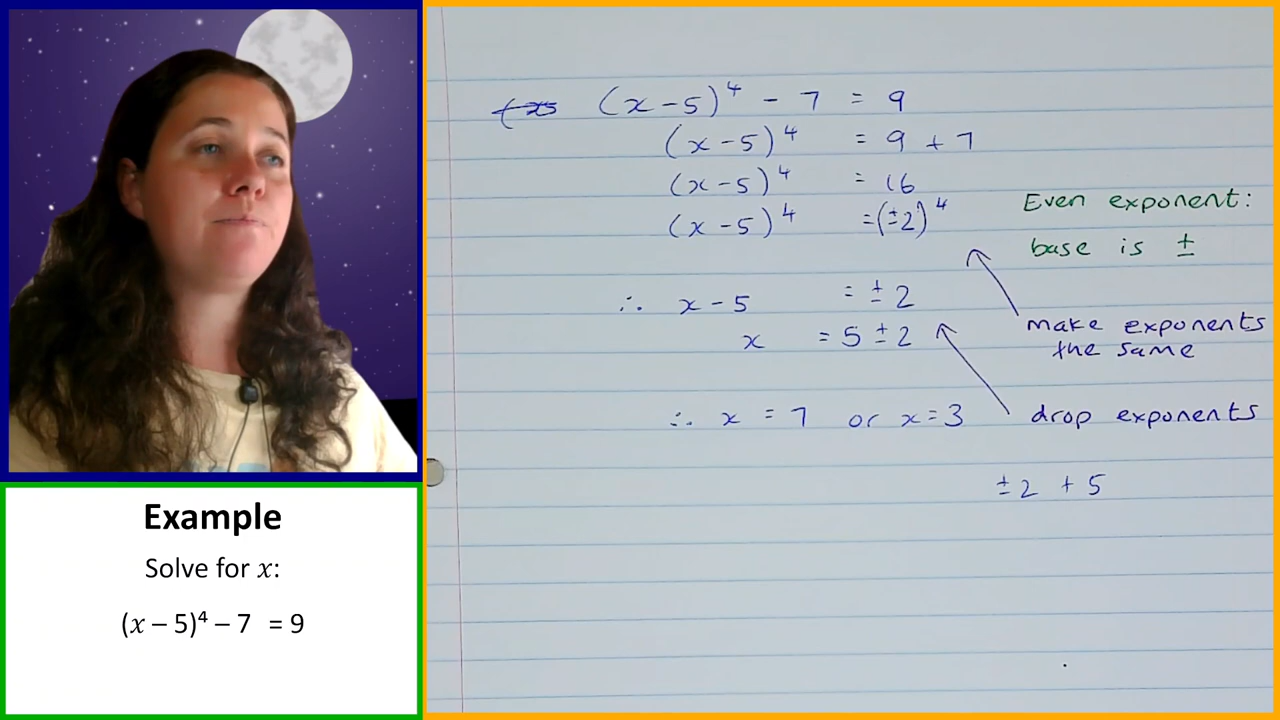 Example
Solve for x:
(x – 5)⁴ – 7 = 9
(x - 5)⁴ - 7 = 9
(x - 5)⁴ = 9 + 7
(x - 5)⁴ = 16
(x - 5)⁴ = (±2)⁴
Even exponent:
base is ±
∴ x - 5 = ±2
make exponents
the same
x = 5 ± 2
∴ x = 7 or x = 3
drop exponents
±2 + 5